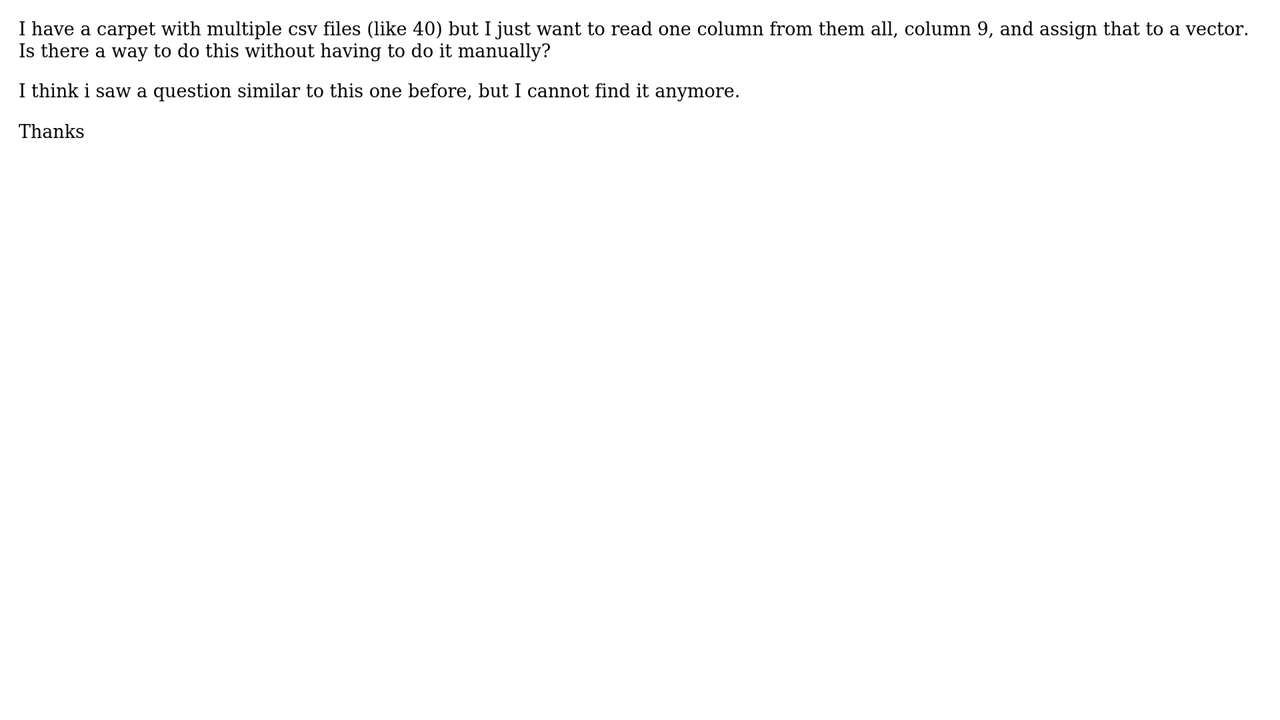 I have a carpet with multiple csv files (like 40) but I just want to read one column from them all, column 9, and assign that to a vector.
Is there a way to do this without having to do it manually?
I think i saw a question similar to this one before, but I cannot find it anymore.
Thanks